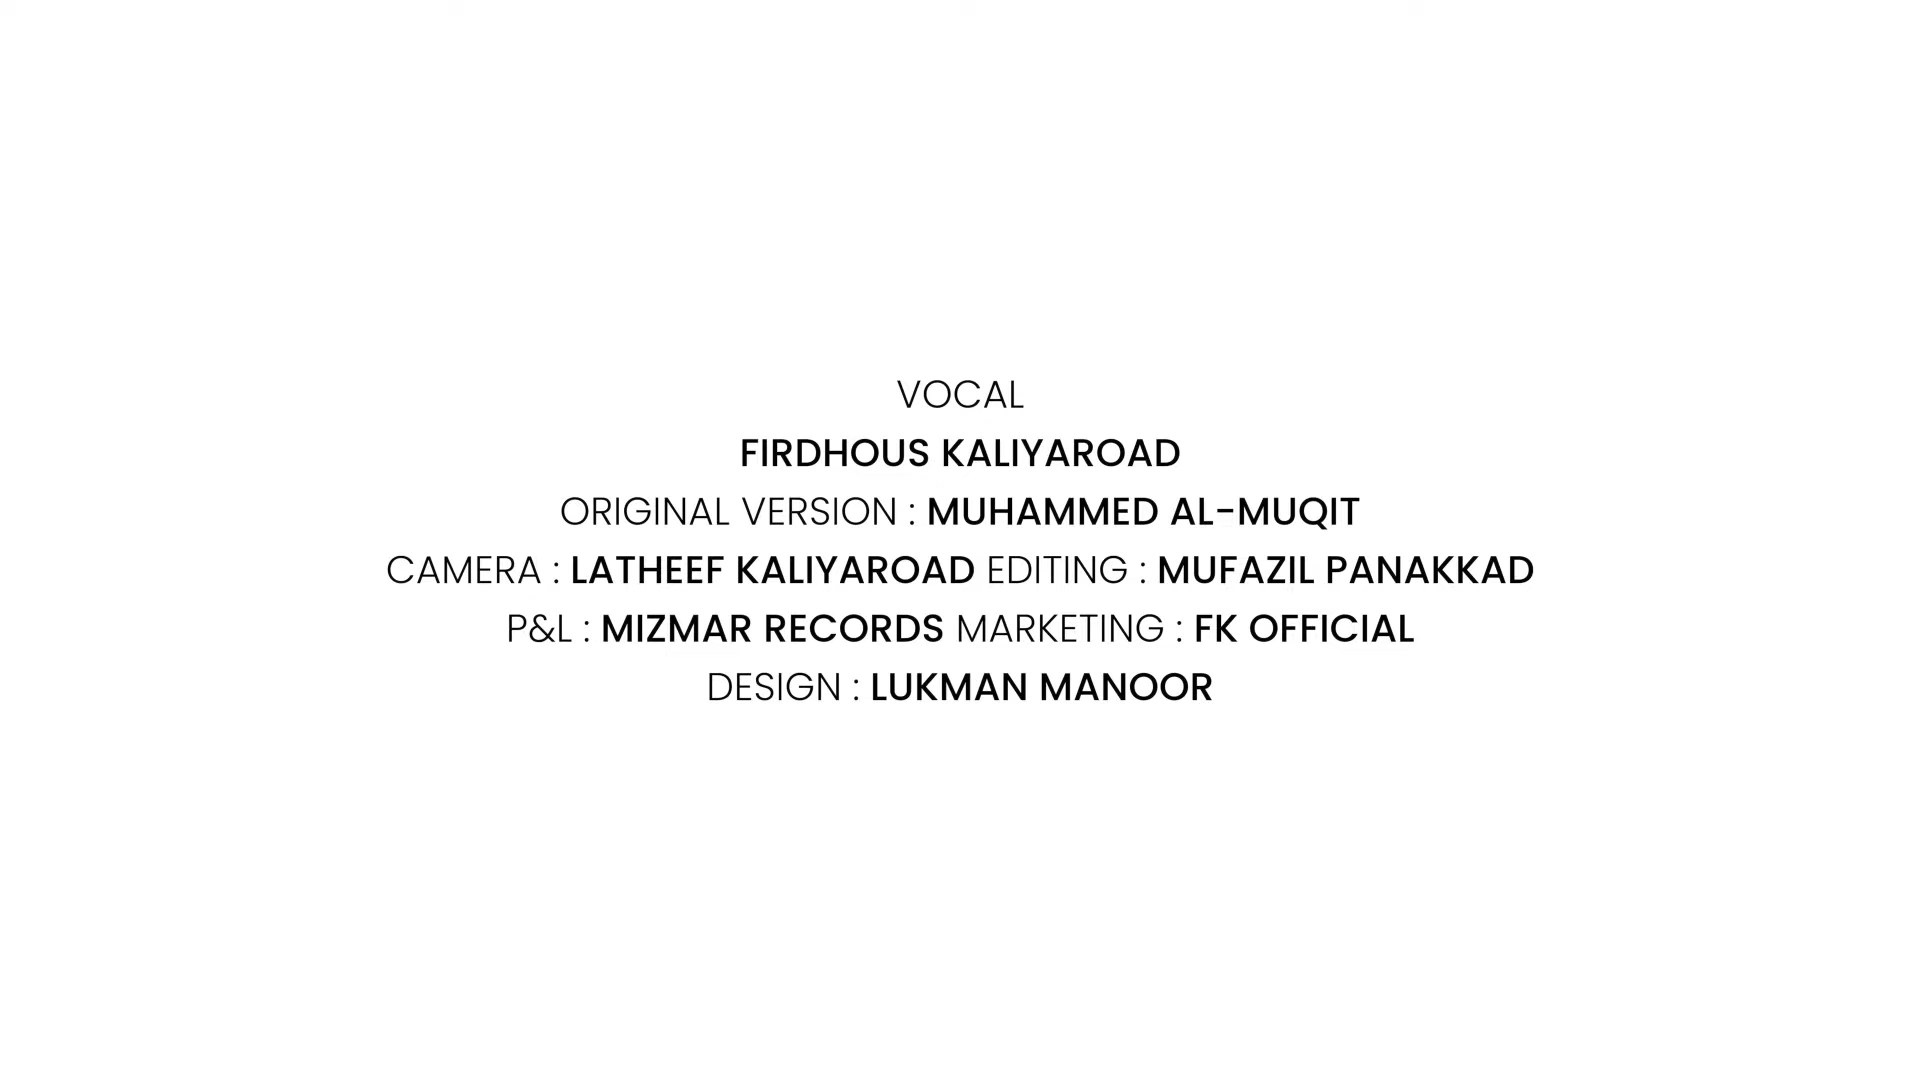 VOCAL
FIRDHOUS KALIYAROAD
ORIGINAL VERSION : MUHAMMED AL-MUQIT
CAMERA : LATHEEF KALIYAROAD EDITING : MUFAZIL PANAKKAD
P&L : MIZMAR RECORDS MARKETING : FK OFFICIAL
DESIGN : LUKMAN MANOOR